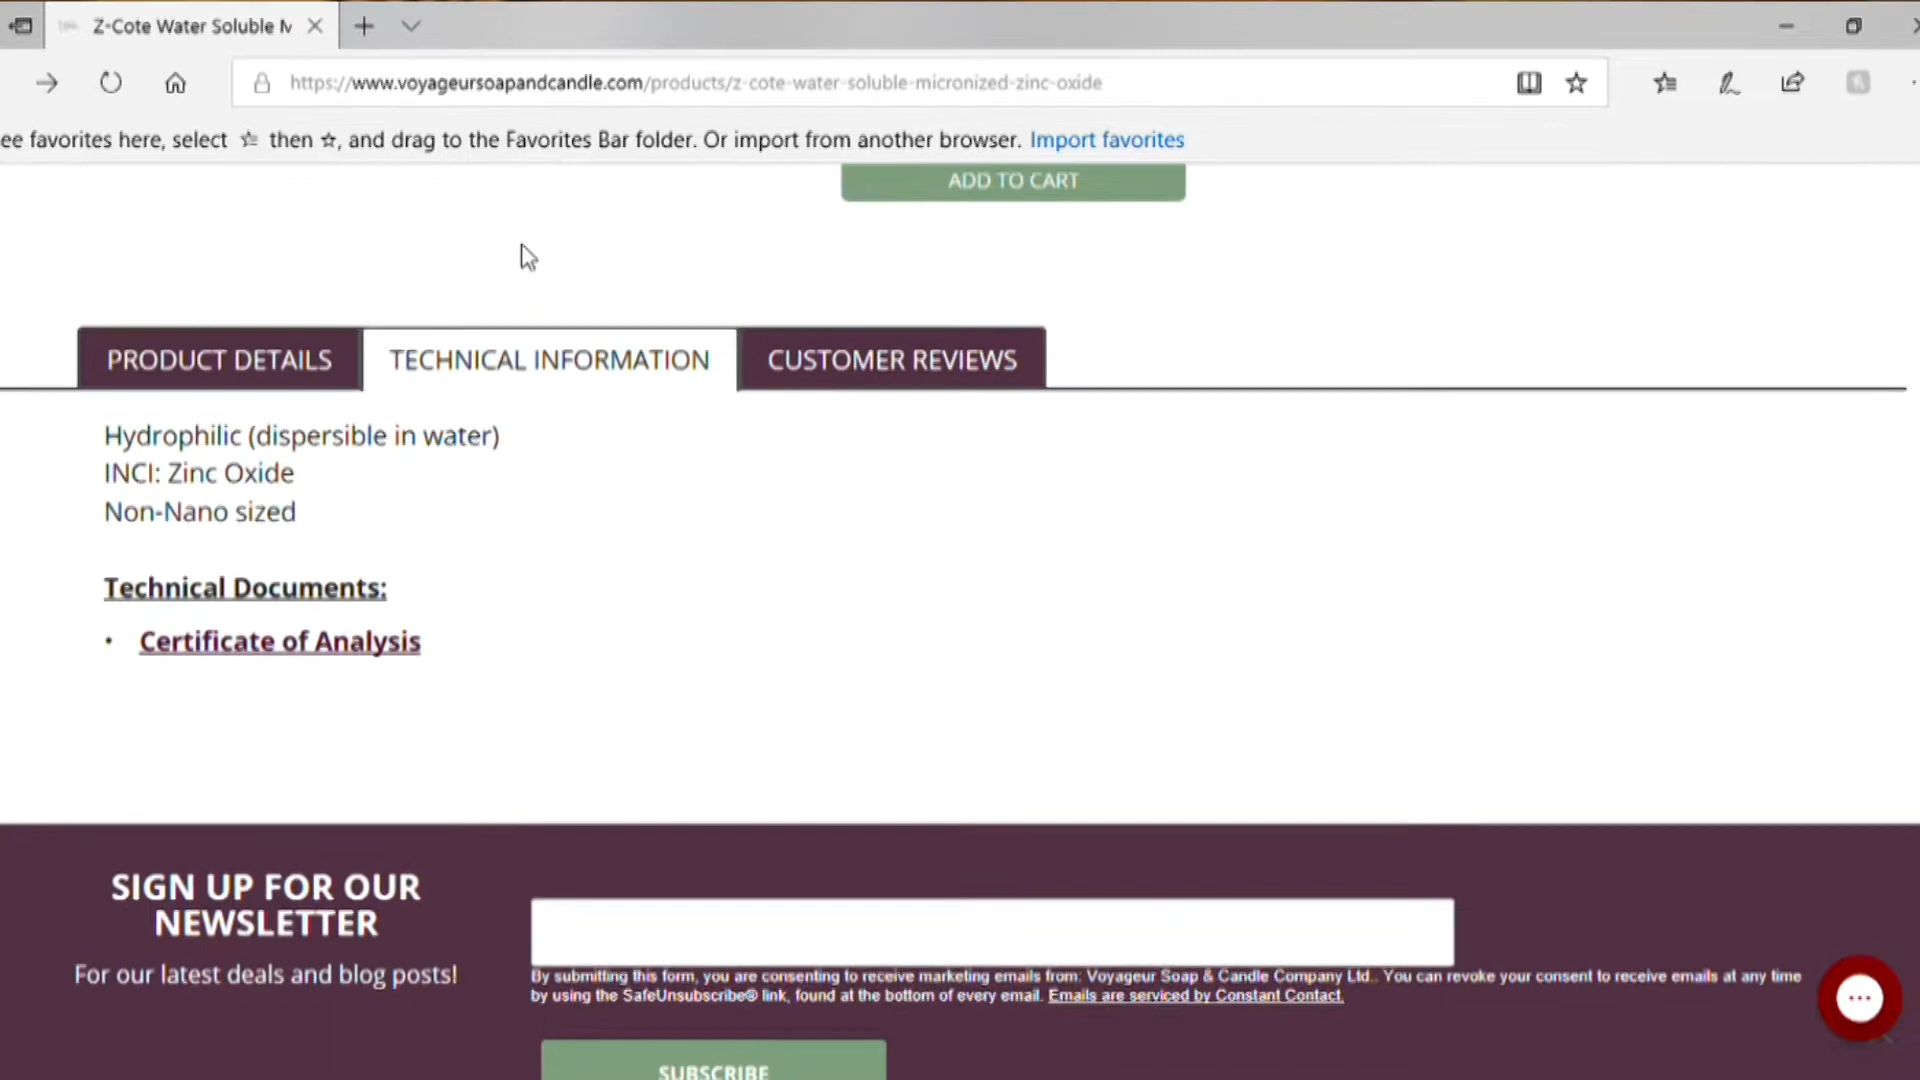 Z-Cote Water Soluble M
https://www.voyageursoapandcandle.com/products/z-cote-water-soluble-micronized-zinc-oxide
ee favorites here, select then , and drag to the Favorites Bar folder. Or import from another browser. Import favorites
ADD TO CART
PRODUCT DETAILS
TECHNICAL INFORMATION
CUSTOMER REVIEWS
Hydrophilic (dispersible in water)
INCI: Zinc Oxide
Non-Nano sized
Technical Documents:
• Certificate of Analysis
SIGN UP FOR OUR
NEWSLETTER
For our latest deals and blog posts!
By submitting this form, you are consenting to receive marketing emails from: Voyageur Soap & Candle Company Ltd.. You can revoke your consent to receive emails at any time
by using the SafeUnsubscribe® link, found at the bottom of every email. Emails are serviced by Constant Contact.
SUBSCRIBE